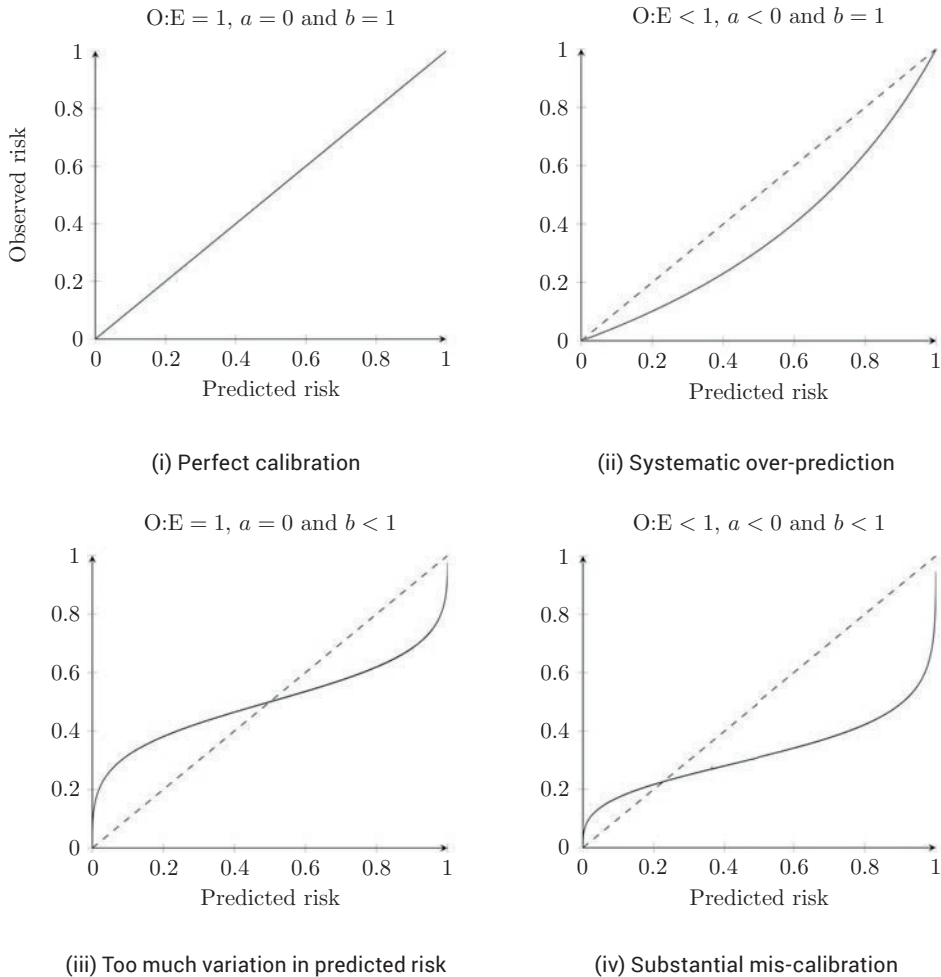 O:E = 1, a = 0 and b = 1
1
0.8
0.6
0.4
0.2
0
Observed risk
0 0.2 0.4 0.6 0.8 1
Predicted risk
(i) Perfect calibration
O:E < 1, a < 0 and b = 1
1
0.8
0.6
0.4
0.2
0
0 0.2 0.4 0.6 0.8 1
Predicted risk
(ii) Systematic over-prediction
O:E = 1, a = 0 and b < 1
1
0.8
0.6
0.4
0.2
0
0 0.2 0.4 0.6 0.8 1
Predicted risk
(iii) Too much variation in predicted risk
O:E < 1, a < 0 and b < 1
1
0.8
0.6
0.4
0.2
0
0 0.2 0.4 0.6 0.8 1
Predicted risk
(iv) Substantial mis-calibration